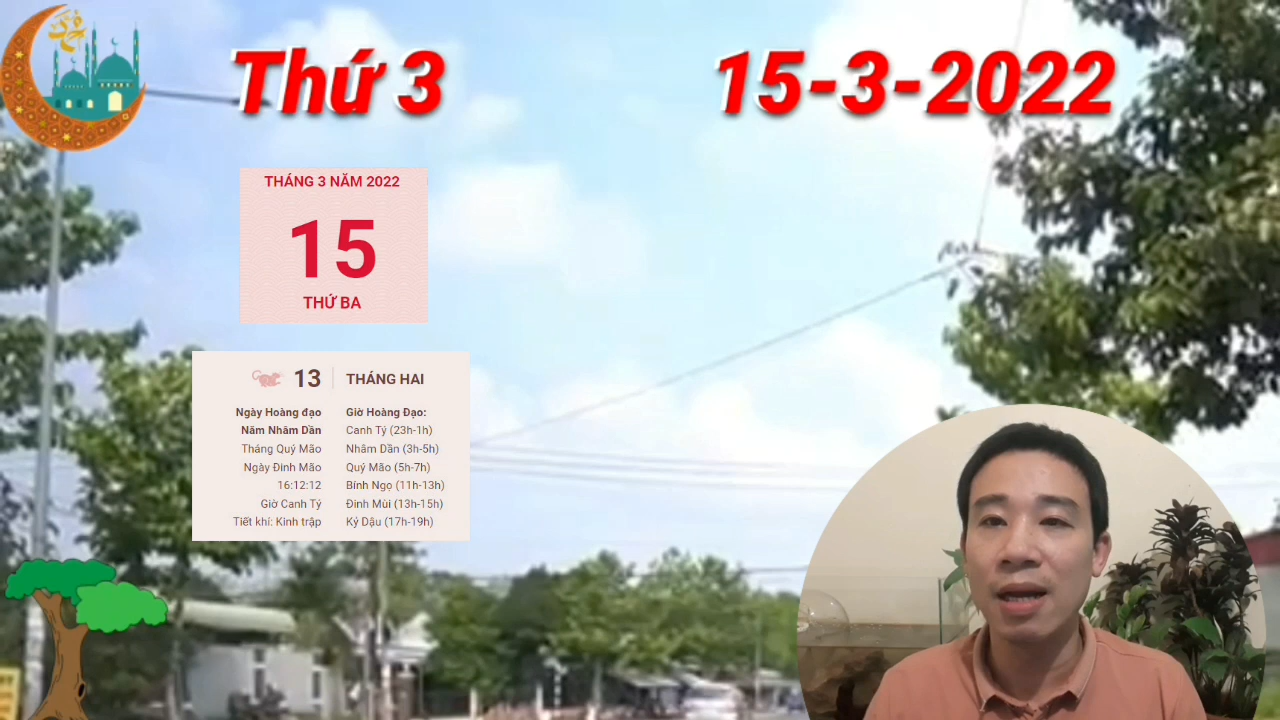 Thứ 3
15-3-2022
THÁNG 3 NĂM 2022
15
THỨ BA
13
THÁNG HAI
Ngày Hoàng đạo
Năm Nhâm Dần
Tháng Quý Mão
Ngày Đinh Mão
16:12:12
Giờ Canh Tý
Tiết khí: Kinh trập
Giờ Hoàng Đạo:
Canh Tý (23h-1h)
Nhâm Dần (3h-5h)
Quý Mão (5h-7h)
Bính Ngọ (11h-13h)
Đinh Mùi (13h-15h)
Kỷ Dậu (17h-19h)